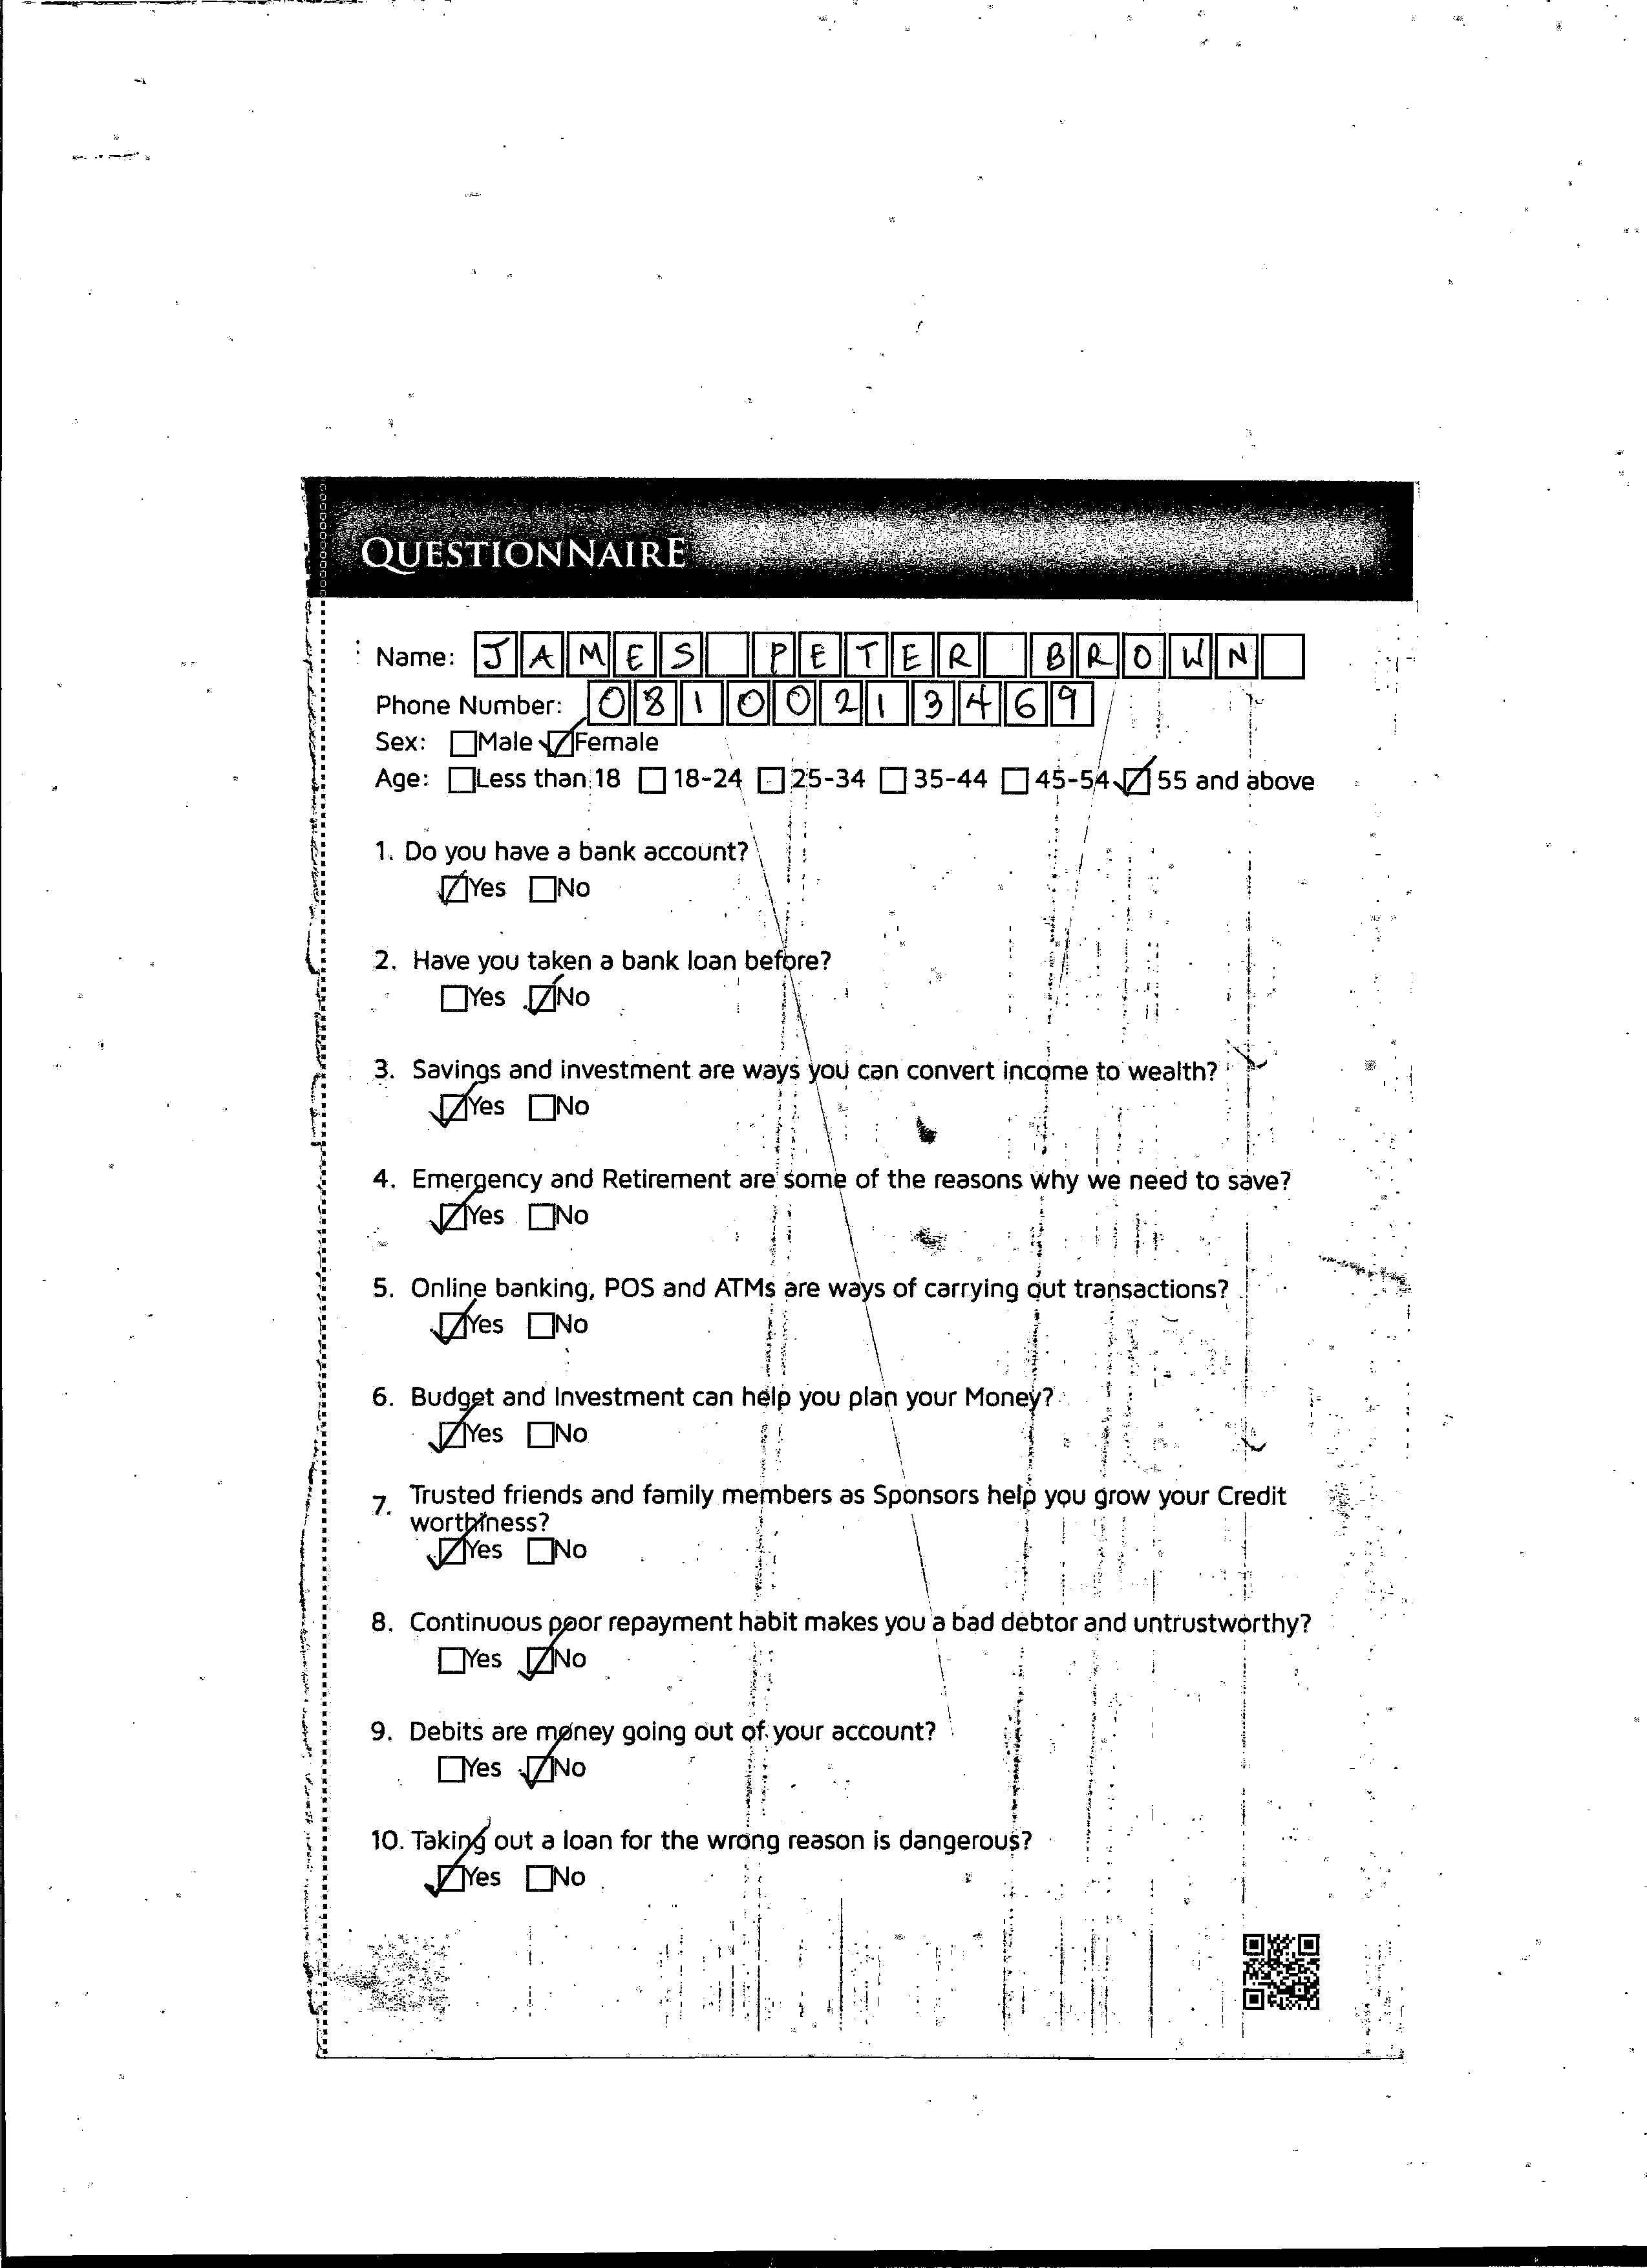 QUESTIONNAIRE
Name: JAMES PETER BROWN
Phone Number: 08100213469
Sex: ☐Male ☑Female
Age: ☐Less than 18 ☐ 18-24 ☐ 25-34 ☐ 35-44 ☐ 45-54 ☑ 55 and above
1. Do you have a bank account?
☑Yes ☐No
2. Have you taken a bank loan before?
☐Yes ☑No
3. Savings and investment are ways you can convert income to wealth?
☑Yes ☐No
4. Emergency and Retirement are some of the reasons why we need to save?
☑Yes ☐No
5. Online banking, POS and ATMs are ways of carrying out transactions?
☑Yes ☐No
6. Budget and Investment can help you plan your Money?
☑Yes ☐No
7. Trusted friends and family members as Sponsors help you grow your Credit
worthiness?
☑Yes ☐No
8. Continuous poor repayment habit makes you a bad debtor and untrustworthy?
☐Yes ☑No
9. Debits are money going out of your account?
☐Yes ☑No
10. Taking out a loan for the wrong reason is dangerous?
☑Yes ☐No